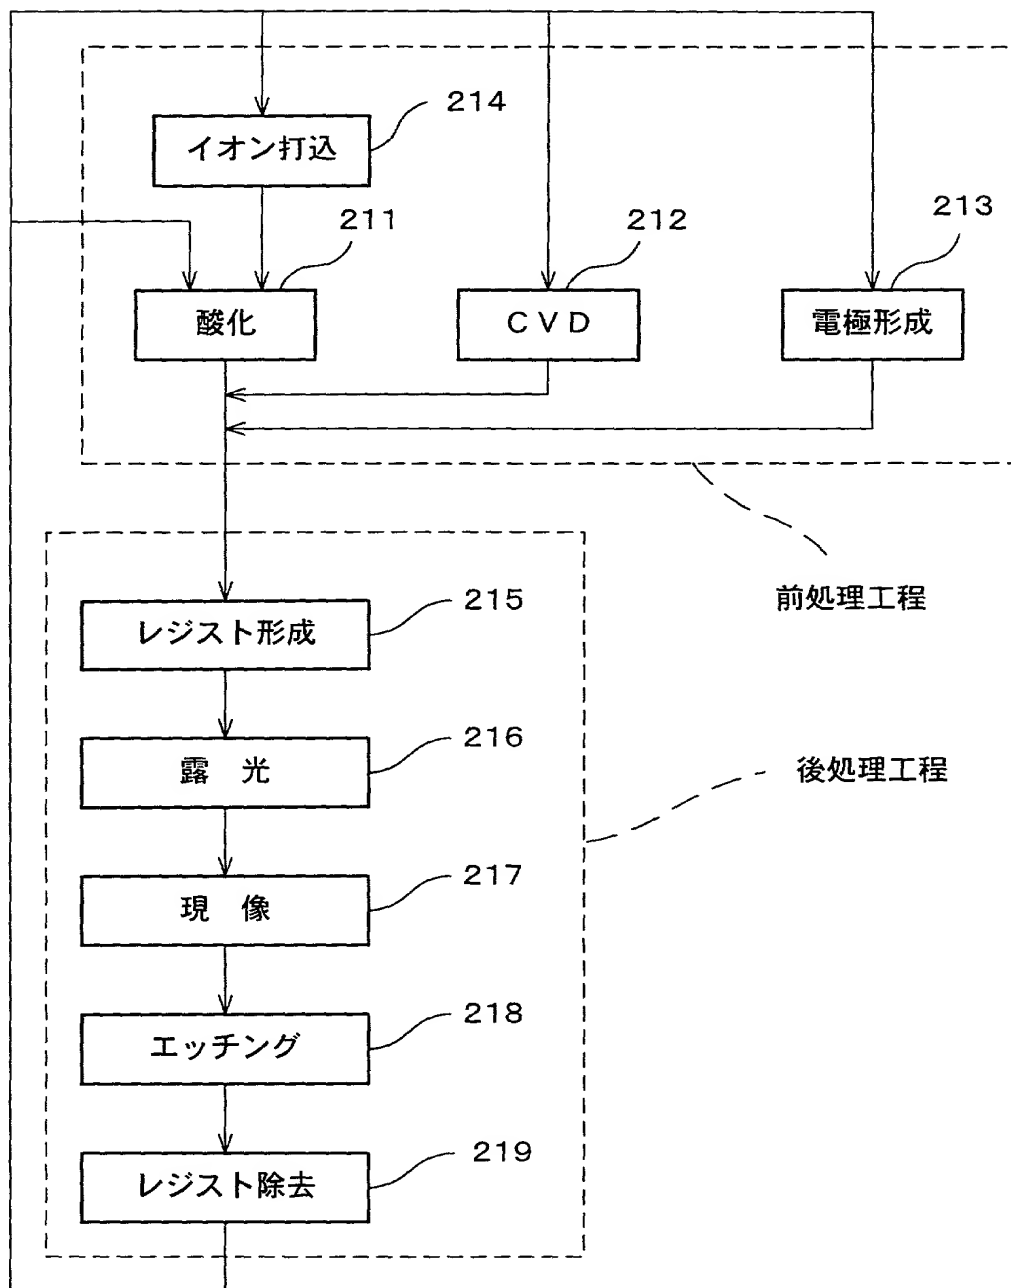 214
イオン打込
211
212
213
酸化
CVD
電極形成
前処理工程
215
レジスト形成
216
露 光
後処理工程
217
現 像
218
エッチング
219
レジスト除去